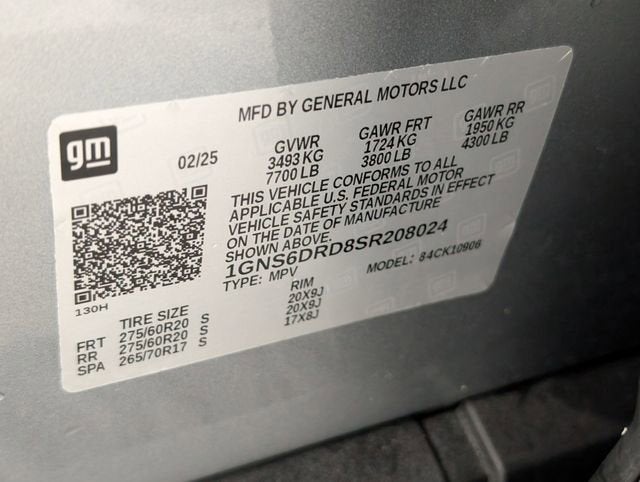 MFD BY GENERAL MOTORS LLC
gm
02/25 GVWR GAWR FRT GAWR RR
3493 KG 1724 KG 1950 KG
7700 LB 3800 LB 4300 LB
THIS VEHICLE CONFORMS TO ALL
APPLICABLE U.S. FEDERAL MOTOR
VEHICLE SAFETY STANDARDS IN EFFECT
ON THE DATE OF MANUFACTURE
SHOWN ABOVE.
1GNS6DRD8SR208024
TYPE: MPV MODEL: 84CK10906
130H
TIRE SIZE RIM
FRT 275/60R20 S 20X9J
RR 275/60R20 S 20X9J
SPA 265/70R17 S 17X8J